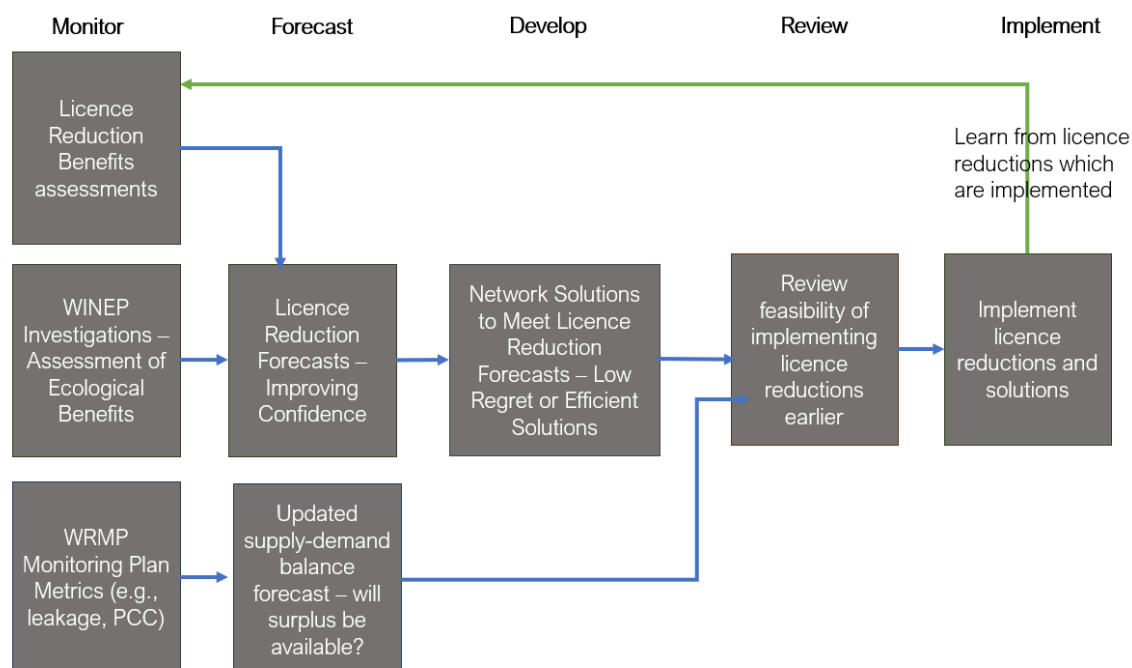 Monitor
Forecast
Develop
Review
Implement
Licence
Reduction
Benefits
assessments
Learn from licence
reductions which
are implemented
WINEP
Investigations –
Assessment of
Ecological
Benefits
Licence
Reduction
Forecasts –
Improving
Confidence
Network Solutions
to Meet Licence
Reduction
Forecasts – Low
Regret or Efficient
Solutions
Review
feasibility of
implementing
licence
reductions
earlier
Implement
licence
reductions and
solutions
WRMP
Monitoring Plan
Metrics (e.g.,
leakage, PCC)
Updated
supply-demand
balance
forecast – will
surplus be
available?